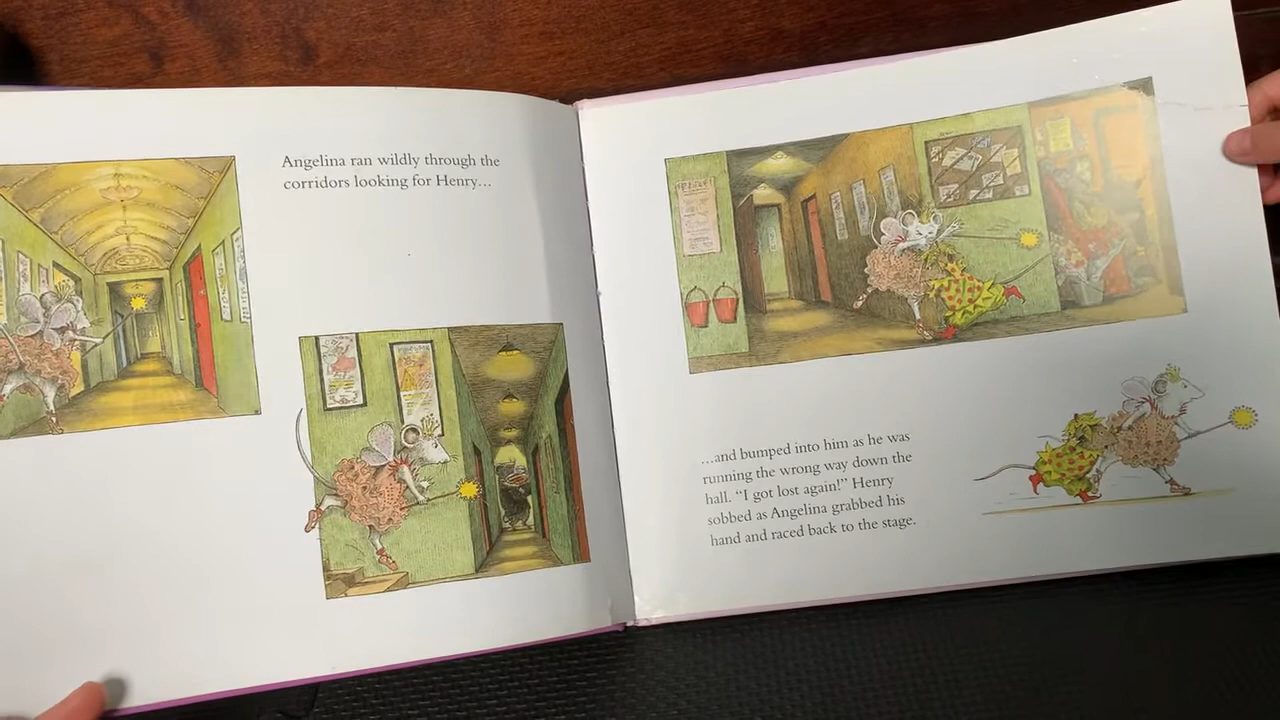 Angelina ran wildly through the
corridors looking for Henry…
…and bumped into him as he was
running the wrong way down the
hall. “I got lost again!” Henry
sobbed as Angelina grabbed his
hand and raced back to the stage.